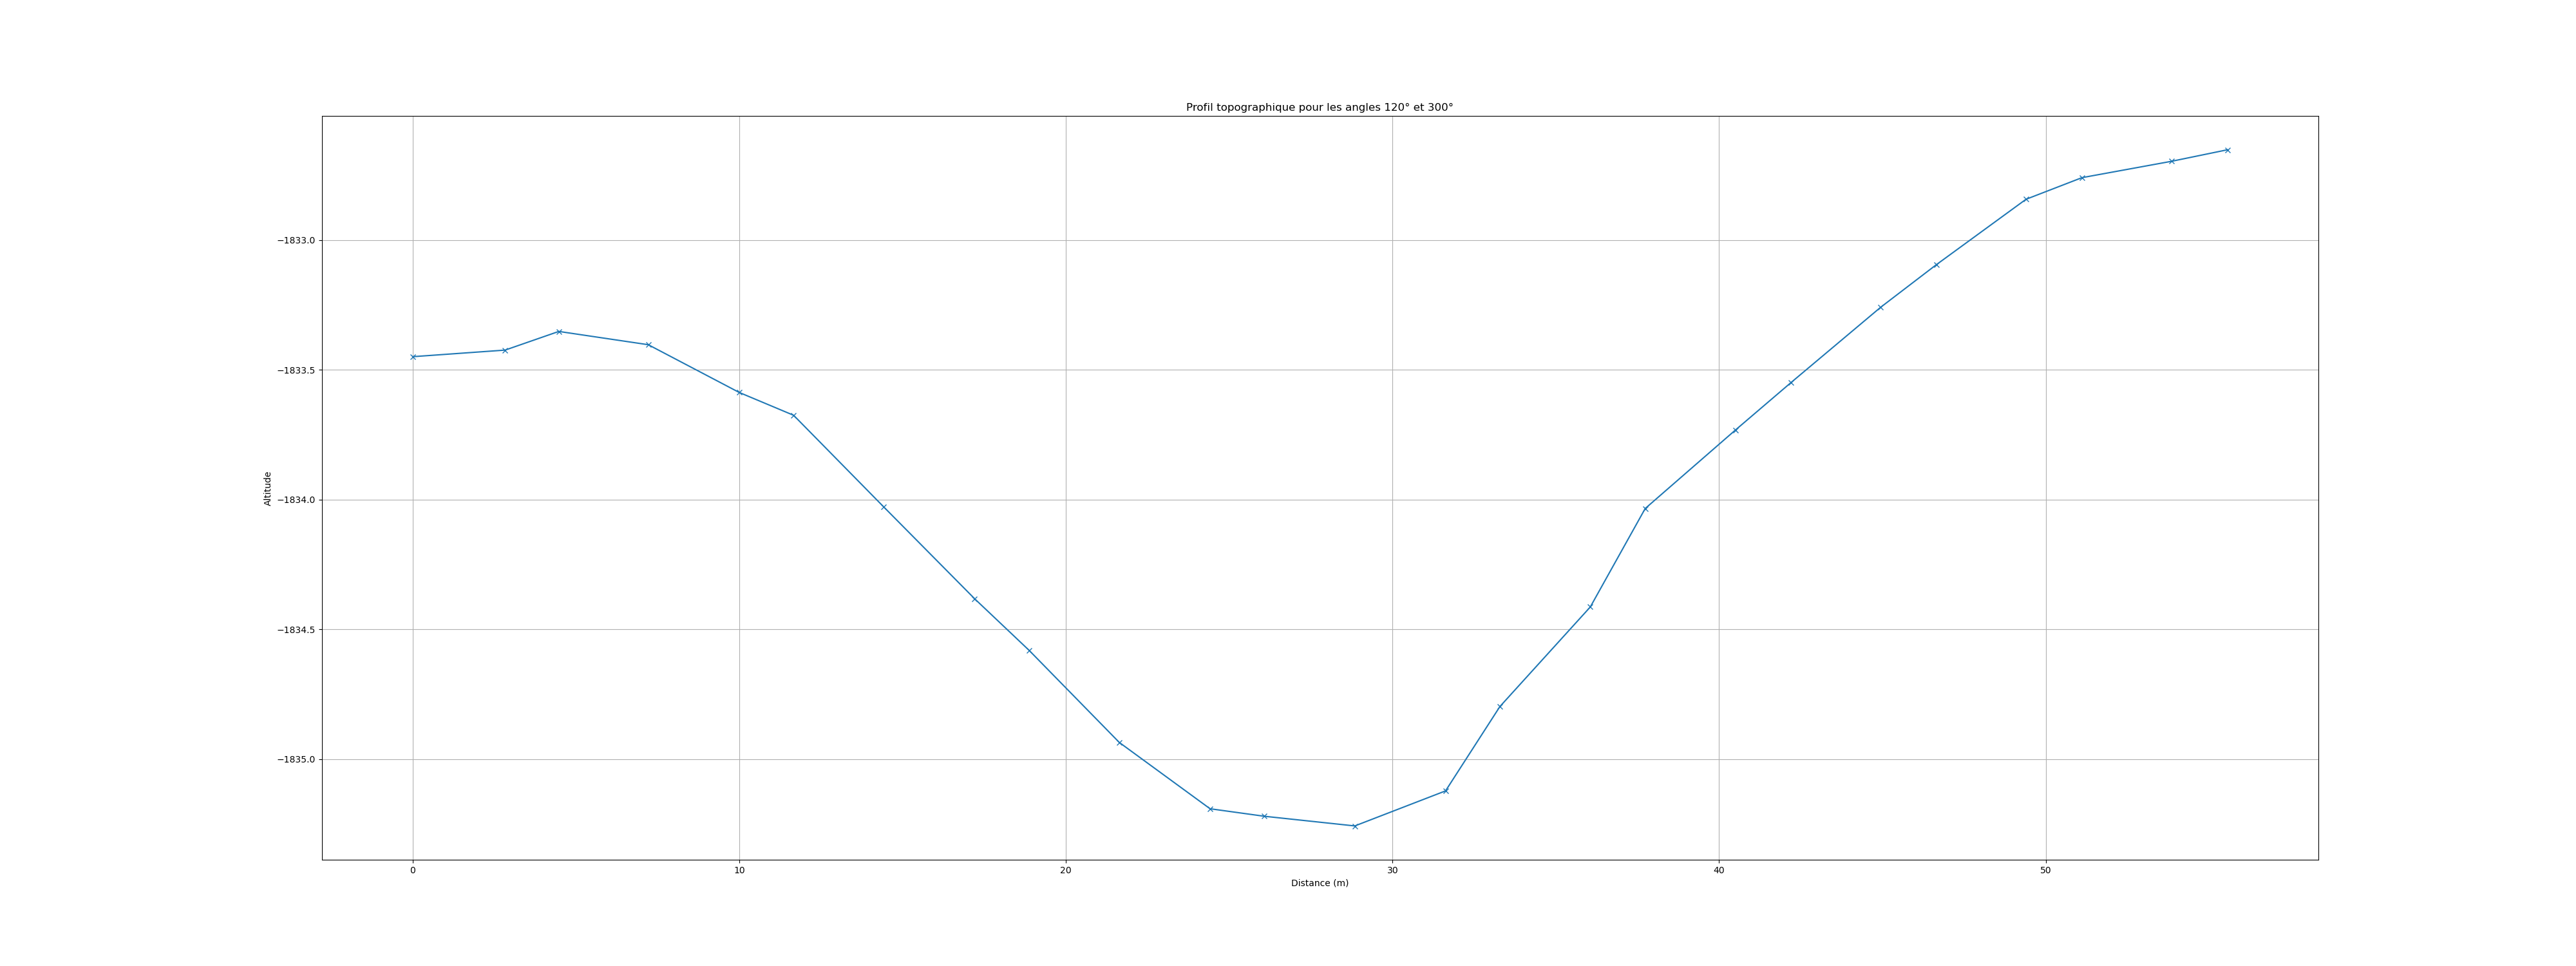 Profil topographique pour les angles 120° et 300°
Altitude
−1833.0
−1833.5
−1834.0
−1834.5
−1835.0
0 10 20 30 40 50
Distance (m)